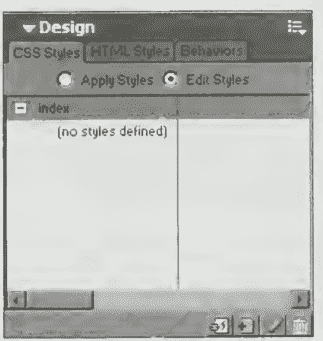 Design
CSS Styles HTML Styles Behaviors
Apply Styles Edit Styles
index
(no styles defined)